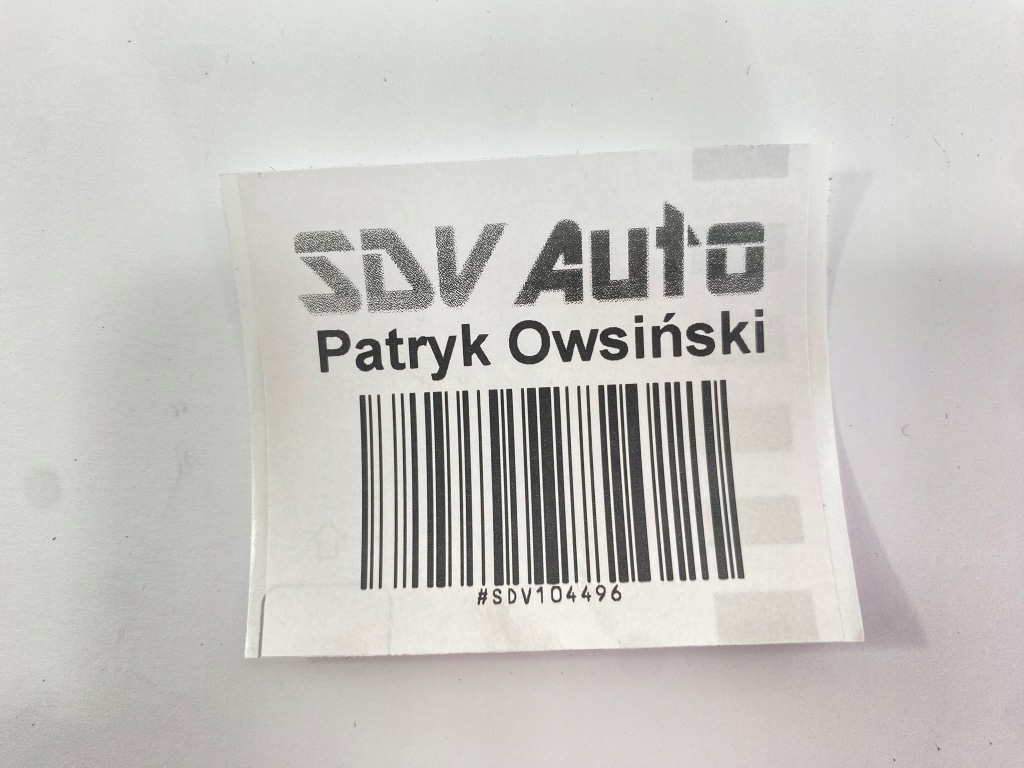 SDV Auto
Patryk Owsiński
#SDV104496